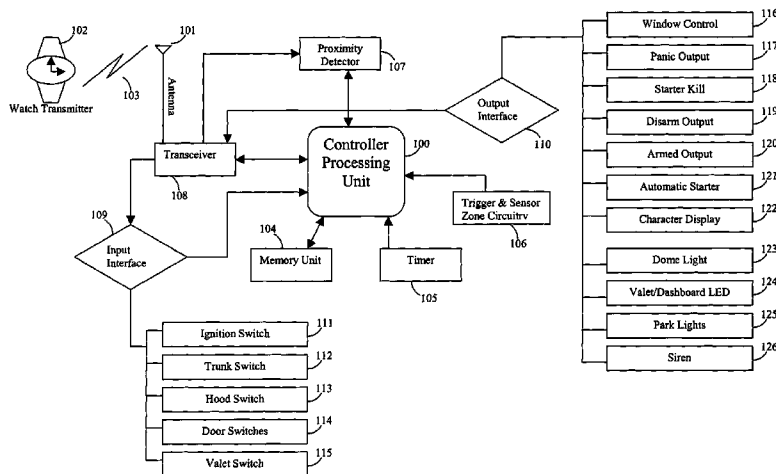 102
101
103
Watch Transmitter
Antenna
Proximity
Detector
107
Output
Interface
110
Transceiver
108
Controller
Processing
Unit
100
Trigger & Sensor
Zone Circuitry
106
109
Input
Interface
104
Memory Unit
Timer
105
Ignition Switch
111
Trunk Switch
112
Hood Switch
113
Door Switches
114
Valet Switch
115
Window Control
116
Panic Output
117
Starter Kill
118
Disarm Output
119
Armed Output
120
Automatic Starter
121
Character Display
122
Dome Light
123
Valet/Dashboard LED
124
Park Lights
125
Siren
126